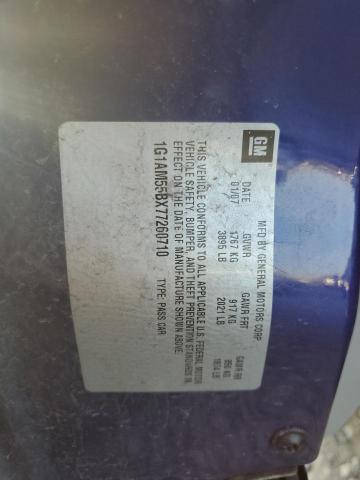 GM
MFD BY GENERAL MOTORS CORP
DATE GVWR GAWR FRT GAWR RR
01/07 1767 KG 917 KG 850 KG
3895 LB 2021 LB 1874 LB
THIS VEHICLE CONFORMS TO ALL APPLICABLE U.S. FEDERAL MOTOR
VEHICLE SAFETY, BUMPER, AND THEFT PREVENTION STANDARDS IN
EFFECT ON THE DATE OF MANUFACTURE SHOWN ABOVE.
1G1AM55BX77260710 TYPE: PASS CAR